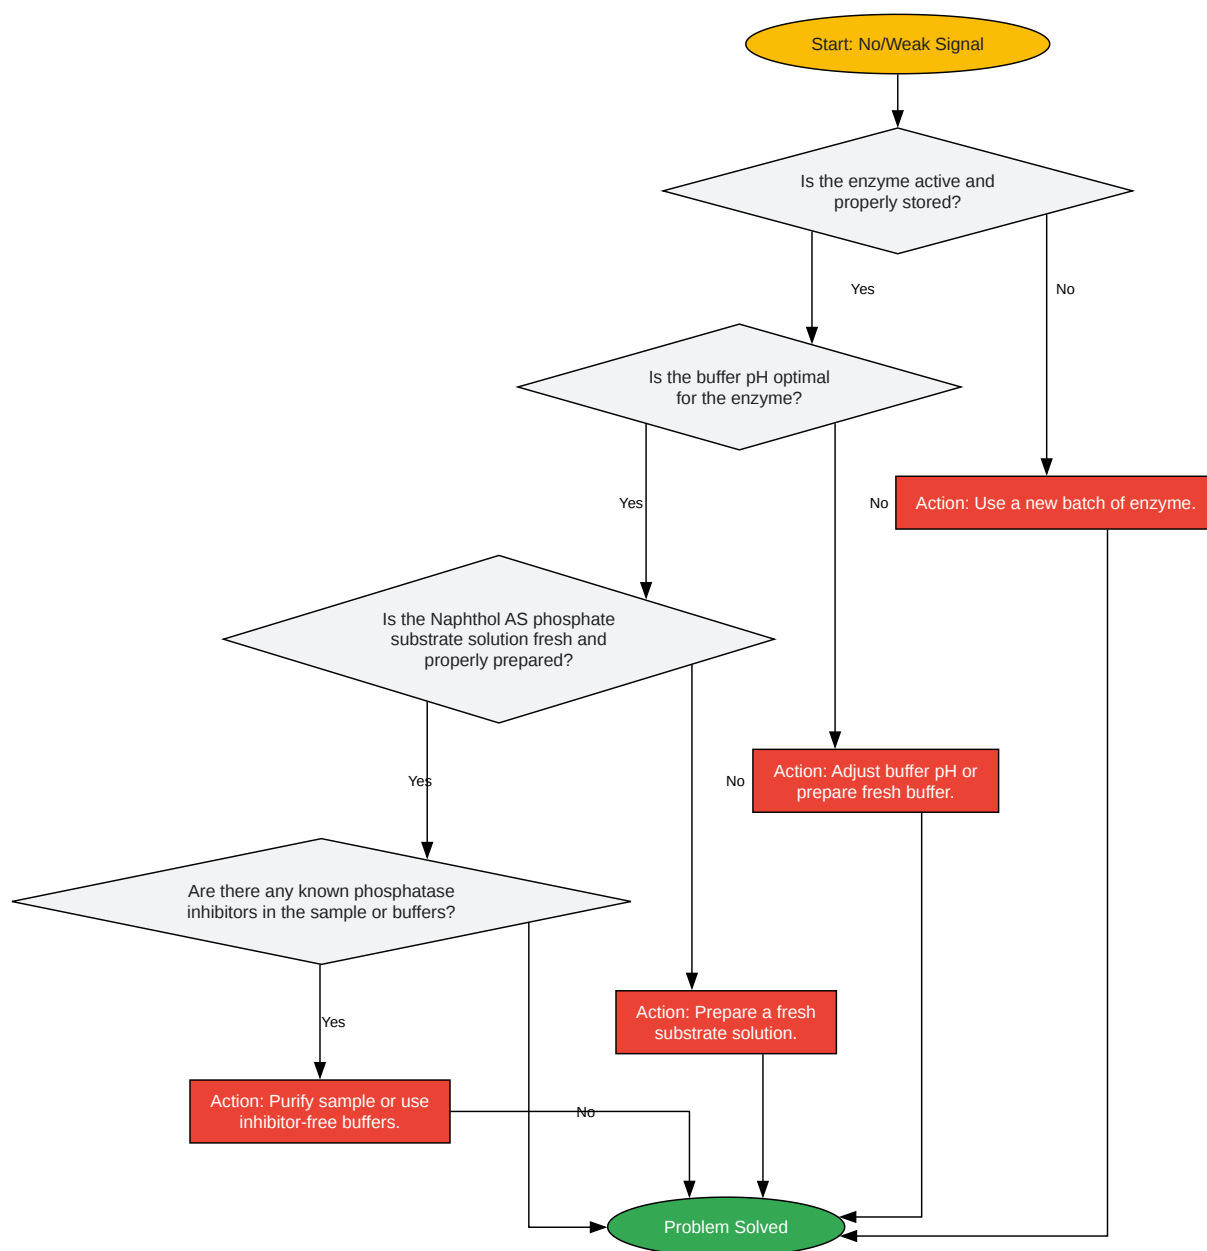 Start: No/Weak Signal
Is the enzyme active and
properly stored?
Yes
No
Is the buffer pH optimal
for the enzyme?
Yes
No
Action: Use a new batch of enzyme.
Is the Naphthol AS phosphate
substrate solution fresh and
properly prepared?
Yes
No
Action: Adjust buffer pH or
prepare fresh buffer.
Are there any known phosphatase
inhibitors in the sample or buffers?
Yes
Action: Prepare a fresh
substrate solution.
Action: Purify sample or use
inhibitor-free buffers.
No
Problem Solved